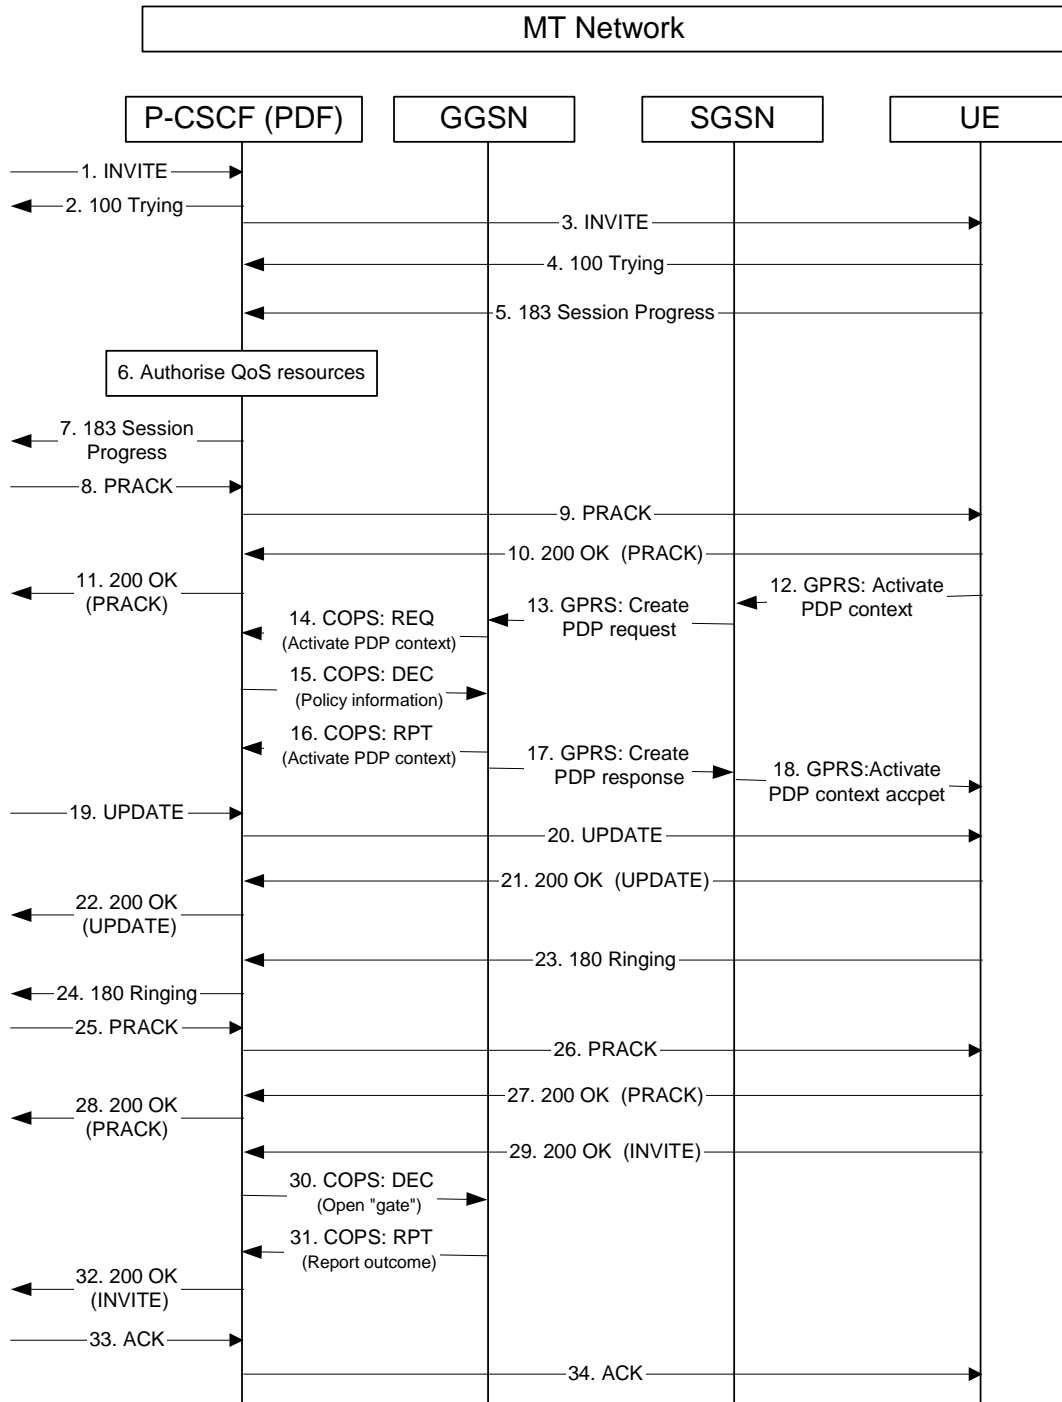 MT Network
P-CSCF (PDF)
GGSN
SGSN
UE
1. INVITE
2. 100 Trying
3. INVITE
4. 100 Trying
5. 183 Session Progress
6. Authorise QoS resources
7. 183 Session
Progress
8. PRACK
9. PRACK
10. 200 OK (PRACK)
11. 200 OK
(PRACK)
12. GPRS: Activate
PDP context
13. GPRS: Create
PDP request
14. COPS: REQ
(Activate PDP context)
15. COPS: DEC
(Policy information)
16. COPS: RPT
(Activate PDP context)
17. GPRS: Create
PDP response
18. GPRS:Activate
PDP context accpet
19. UPDATE
20. UPDATE
21. 200 OK (UPDATE)
22. 200 OK
(UPDATE)
23. 180 Ringing
24. 180 Ringing
25. PRACK
26. PRACK
27. 200 OK (PRACK)
28. 200 OK
(PRACK)
29. 200 OK (INVITE)
30. COPS: DEC
(Open "gate")
31. COPS: RPT
(Report outcome)
32. 200 OK
(INVITE)
33. ACK
34. ACK